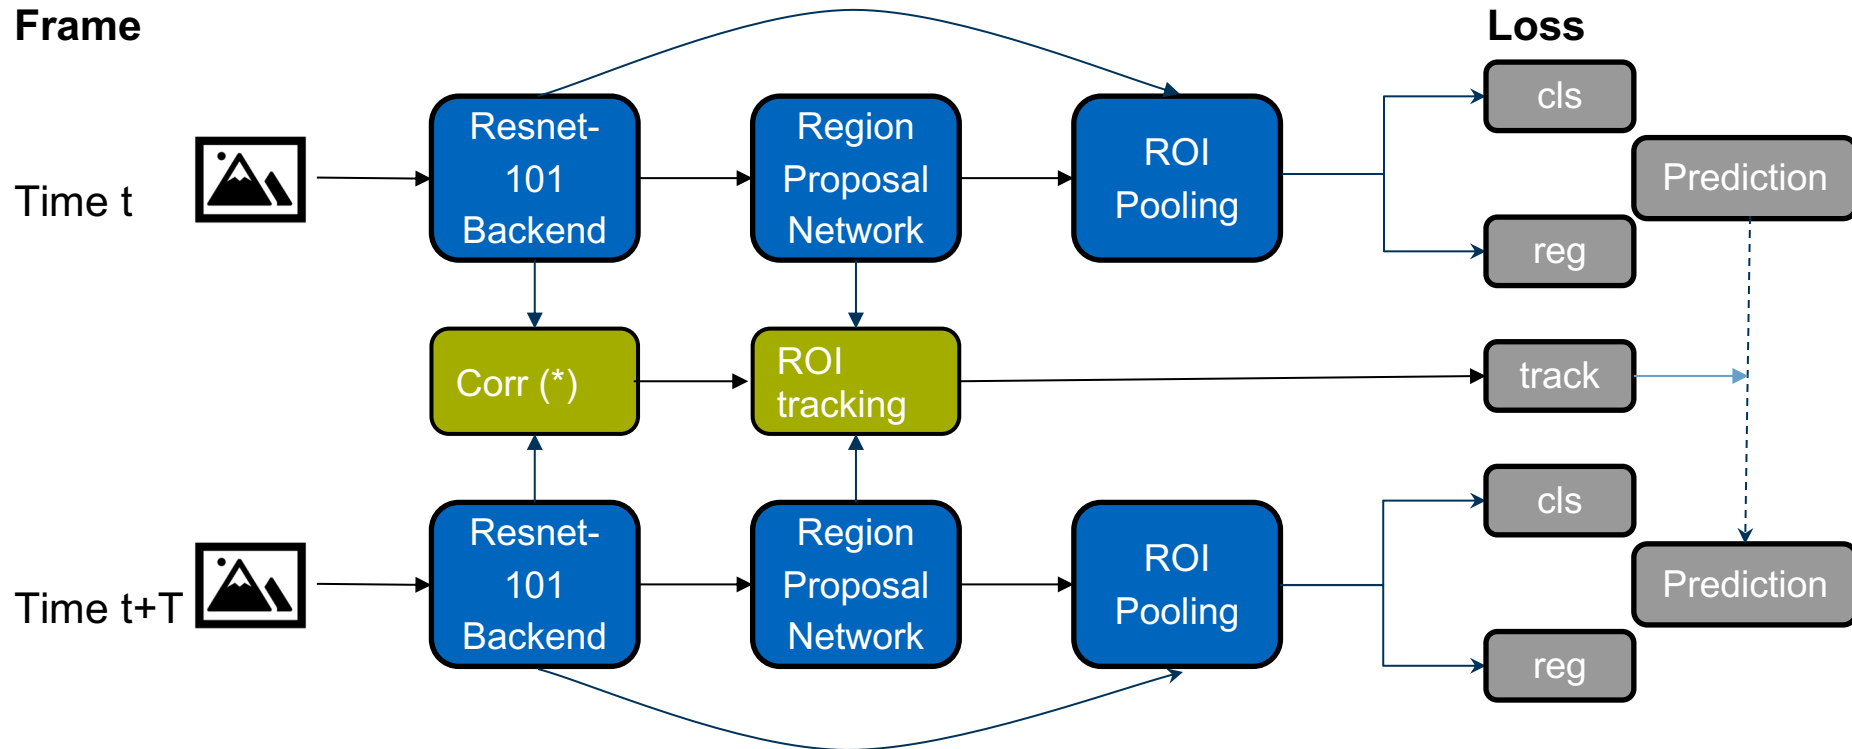 Frame
Loss
Resnet-
101
Backend
Region
Proposal
Network
ROI
Pooling
cls
Prediction
reg
Time t
Corr (*)
ROI
tracking
track
Time t+T
Resnet-
101
Backend
Region
Proposal
Network
ROI
Pooling
cls
Prediction
reg